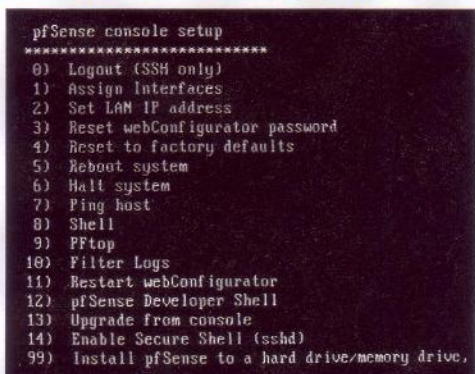 pfSense console setup
***************************
0) Logout (SSH only)
1) Assign Interfaces
2) Set LAN IP address
3) Reset webConfigurator password
4) Reset to factory defaults
5) Reboot system
6) Halt system
7) Ping host
8) Shell
9) PFtop
10) Filter Logs
11) Restart webConfigurator
12) pfSense Developer Shell
13) Upgrade from console
14) Enable Secure Shell (sshd)
99) Install pfSense to a hard drive/memory drive,